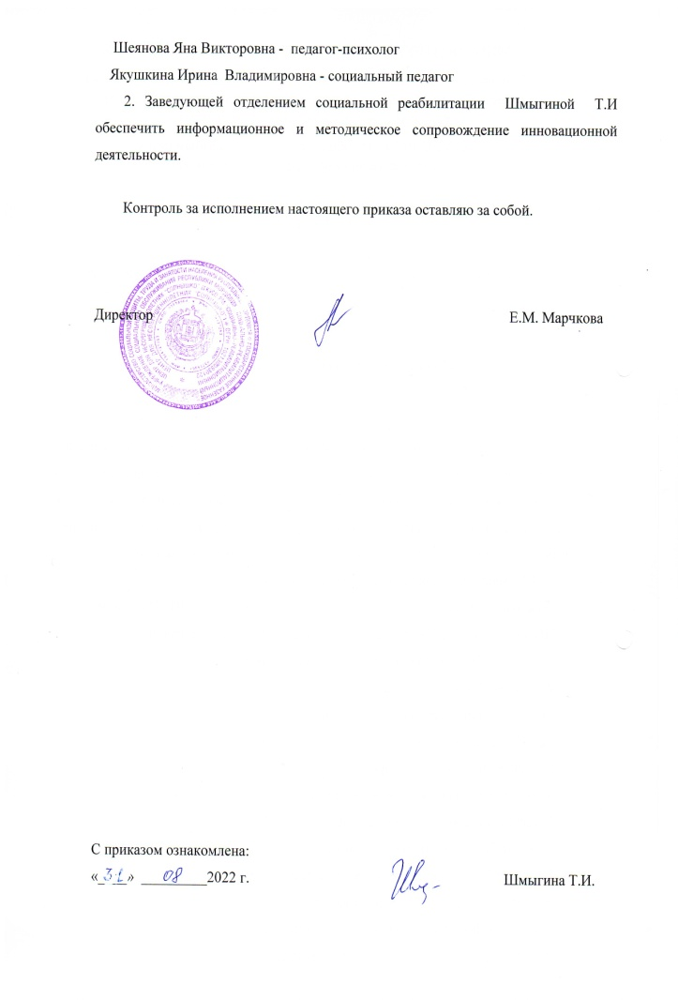 Шеянова Яна Викторовна - педагог-психолог
Якушкина Ирина Владимировна - социальный педагог
2. Заведующей отделением социальной реабилитации Шмыгиной Т.И
обеспечить информационное и методическое сопровождение инновационной
деятельности.
Контроль за исполнением настоящего приказа оставляю за собой.
Директор Е.М. Марчкова
С приказом ознакомлена:
«_31_» __08__2022 г. Шмыгина Т.И.